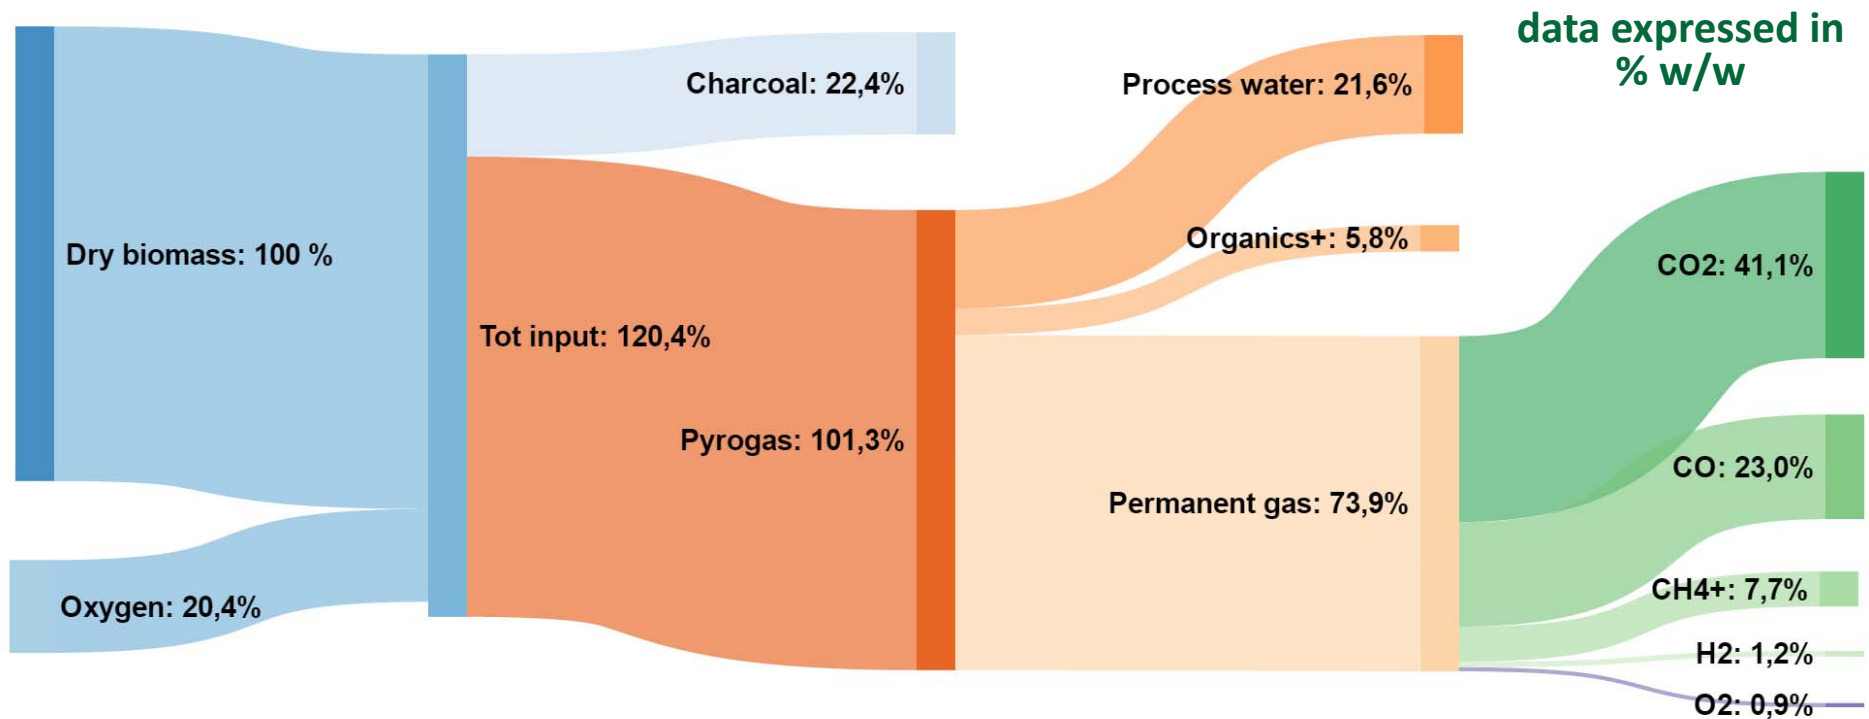 data expressed in
% w/w
Dry biomass: 100 %
Oxygen: 20,4%
Tot input: 120,4%
Charcoal: 22,4%
Pyrogas: 101,3%
Process water: 21,6%
Organics+: 5,8%
Permanent gas: 73,9%
CO2: 41,1%
CO: 23,0%
CH4+: 7,7%
H2: 1,2%
O2: 0,9%